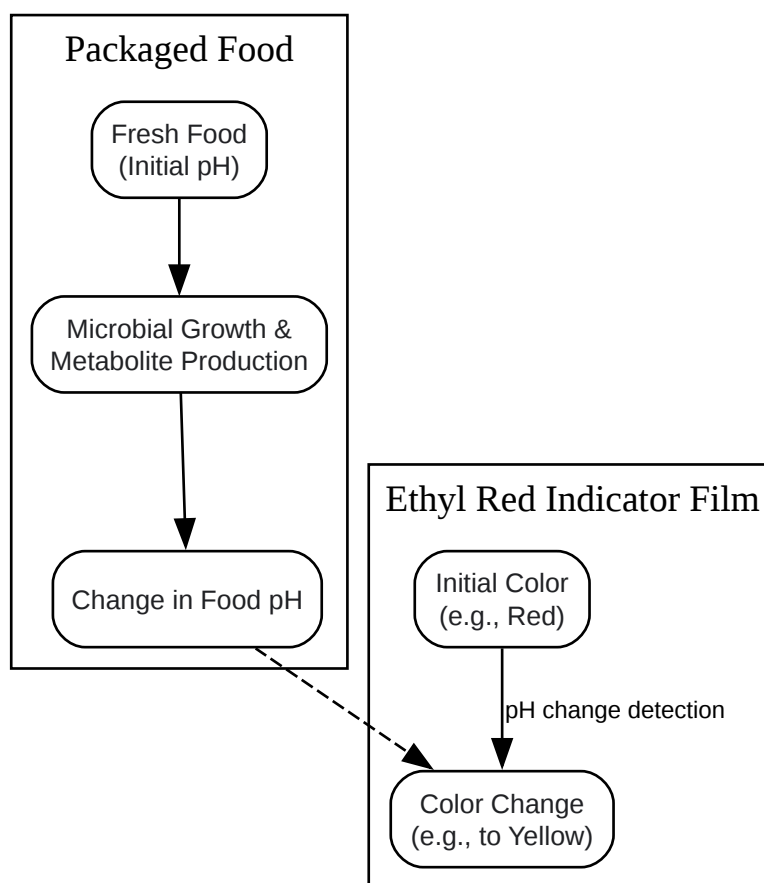 Packaged Food
Fresh Food
(Initial pH)
Microbial Growth &
Metabolite Production
Change in Food pH
Ethyl Red Indicator Film
Initial Color
(e.g., Red)
pH change detection
Color Change
(e.g., to Yellow)